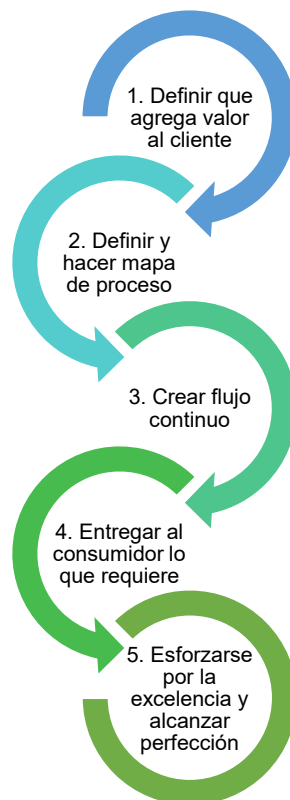 1. Definir que
agrega valor
al cliente
2. Definir y
hacer mapa
de proceso
3. Crear flujo
continuo
4. Entregar al
consumidor lo
que requiere
5. Esforzarse
por la
excelencia y
alcanzar
perfección